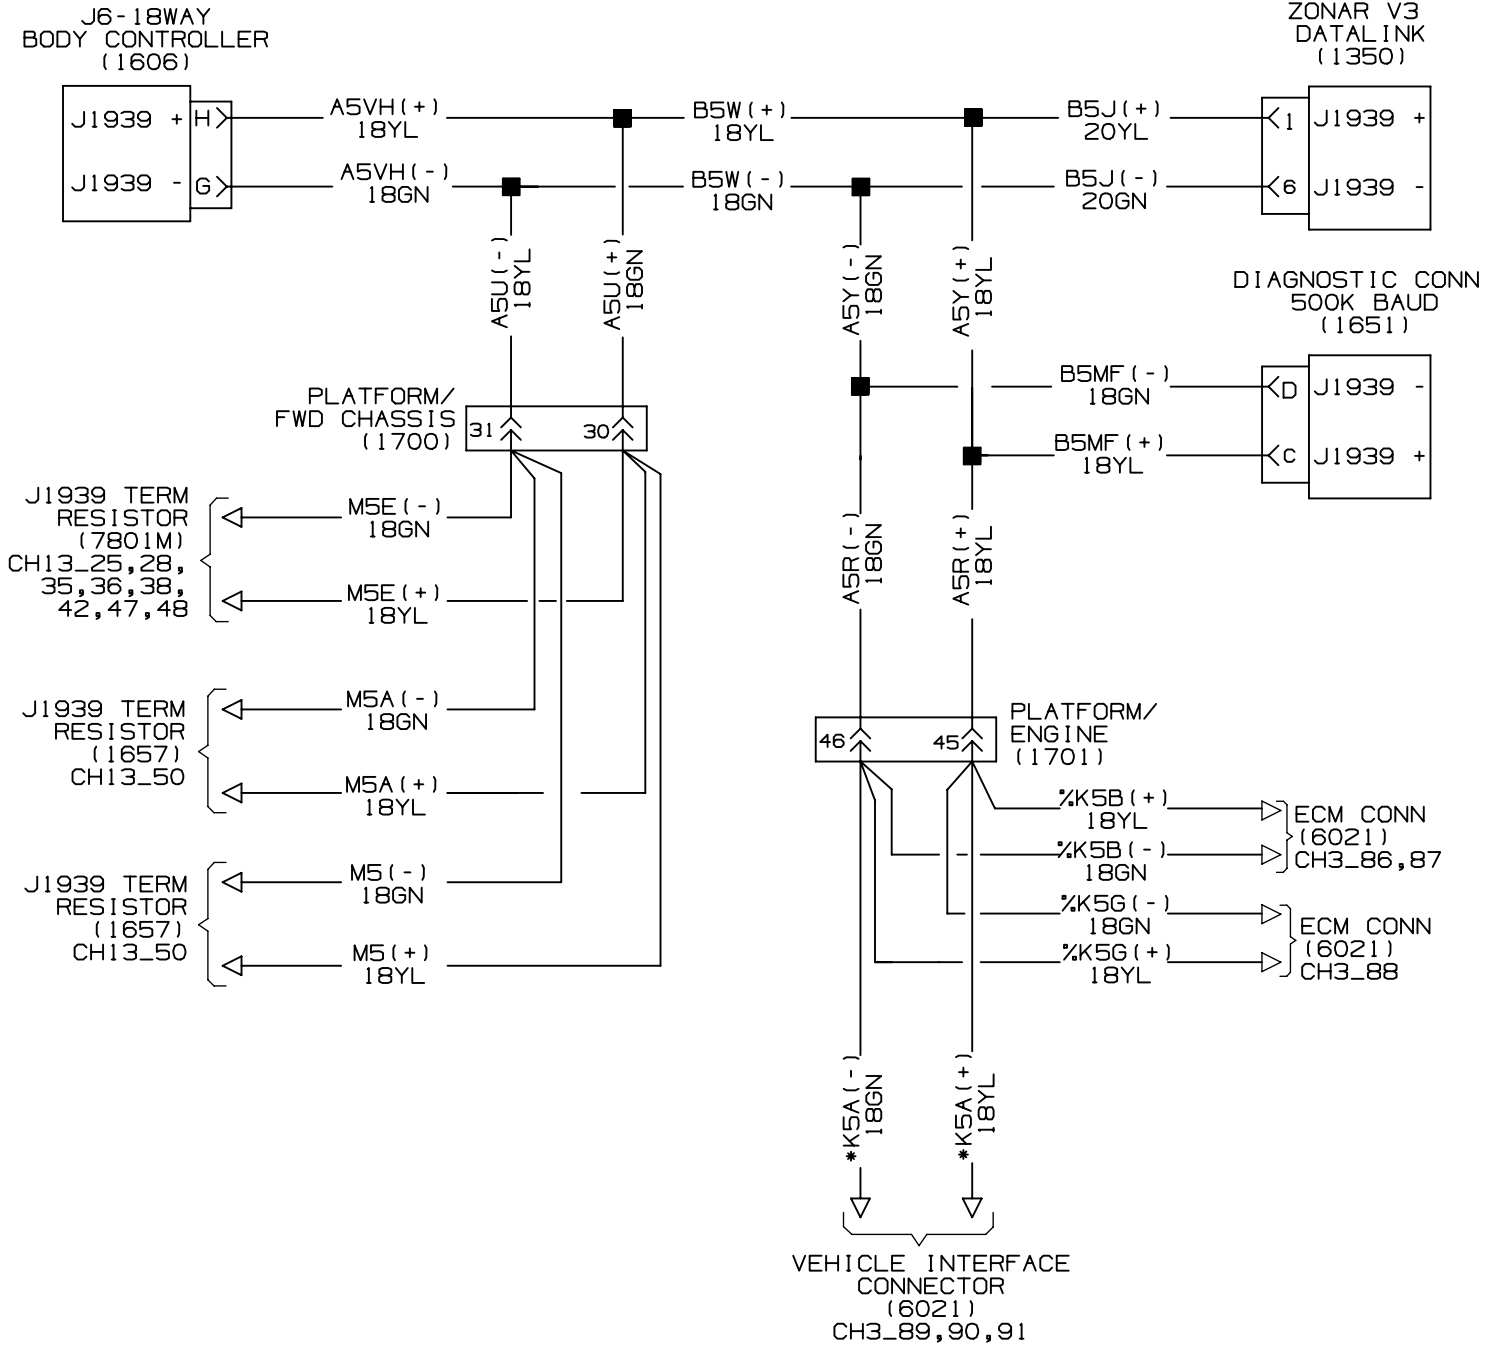 J6-18WAY
BODY CONTROLLER
(1606)
J1939 + H
J1939 - G
A5VH(+)
18YL
A5VH(-)
18GN
B5W(+)
18YL
B5W(-)
18GN
B5J(+)
20YL
B5J(-)
20GN
ZONAR V3
DATALINK
(1350)
1 J1939 +
6 J1939 -
A5U(-)
18YL
A5U(+)
18GN
A5Y(-)
18GN
A5Y(+)
18YL
DIAGNOSTIC CONN
500K BAUD
(1651)
D J1939 -
C J1939 +
B5MF(-)
18GN
B5MF(+)
18YL
PLATFORM/
FWD CHASSIS
(1700)
31
30
J1939 TERM
RESISTOR
(7801M)
CH13_25,28,
35,36,38,
42,47,48
M5E(-)
18GN
M5E(+)
18YL
A5R(-)
18GN
A5R(+)
18YL
J1939 TERM
RESISTOR
(1657)
CH13_50
M5A(-)
18GN
M5A(+)
18YL
46
45
PLATFORM/
ENGINE
(1701)
%K5B(+)
18YL
%K5B(-)
18GN
ECM CONN
(6021)
CH3_86,87
%K5G(-)
18GN
%K5G(+)
18YL
ECM CONN
(6021)
CH3_88
J1939 TERM
RESISTOR
(1657)
CH13_50
M5(-)
18GN
M5(+)
18YL
*K5A(-)
18GN
*K5A(+)
18YL
VEHICLE INTERFACE
CONNECTOR
(6021)
CH3_89,90,91